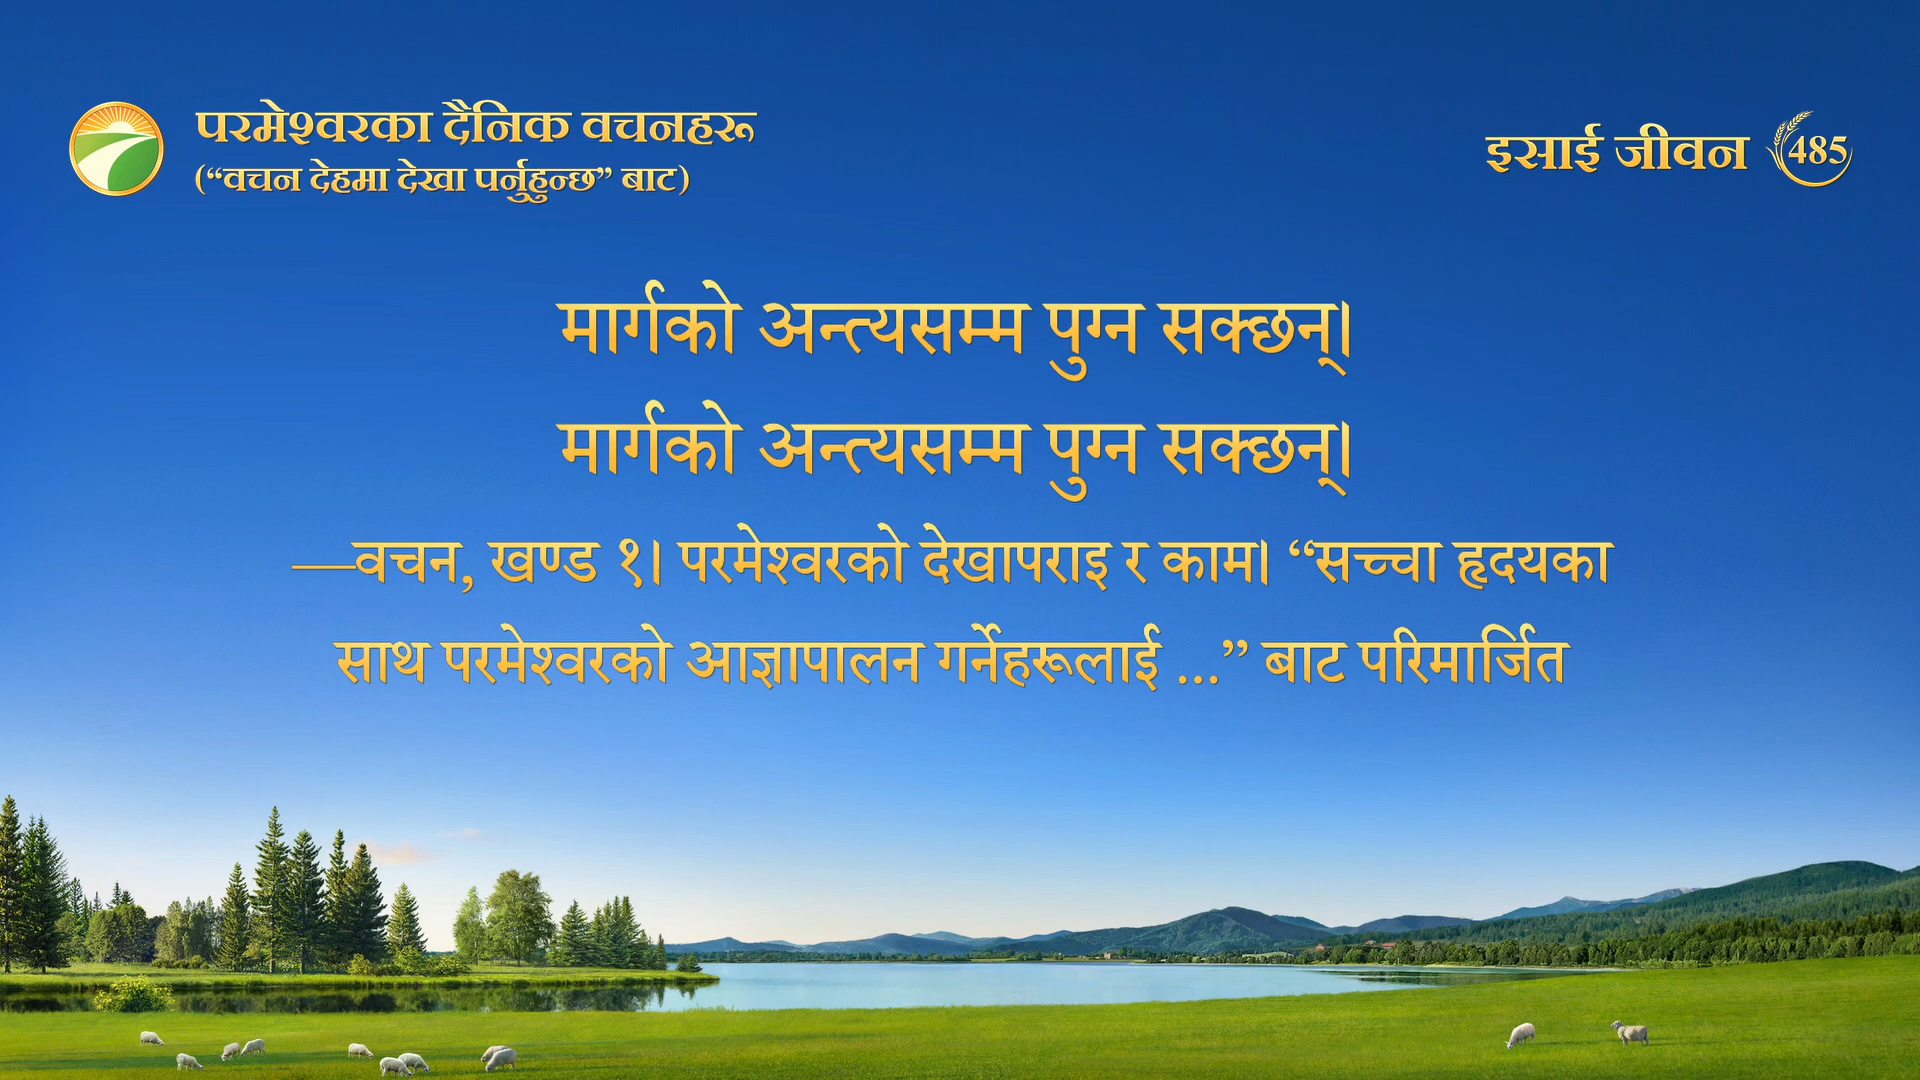 परमेश्वरका दैनिक वचनहरू
(“वचन देहमा देखा पर्नुहुन्छ” बाट)
इसाई जीवन 485
मार्गको अन्त्यसम्म पुग्न सक्छन्।
मार्गको अन्त्यसम्म पुग्न सक्छन्।
—वचन, खण्ड १। परमेश्वरको देखापराइ र काम। “सच्चा हृदयका
साथ परमेश्वरको आज्ञापालन गर्नेहरूलाई ...” बाट परिमार्जित